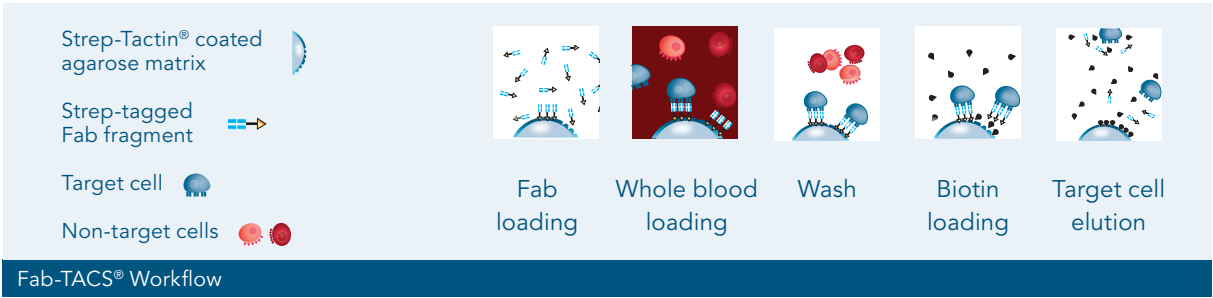 Strep-Tactin® coated
agarose matrix
Strep-tagged
Fab fragment
Target cell
Non-target cells
Fab
loading
Whole blood
loading
Wash
Biotin
loading
Target cell
elution
Fab-TACS® Workflow